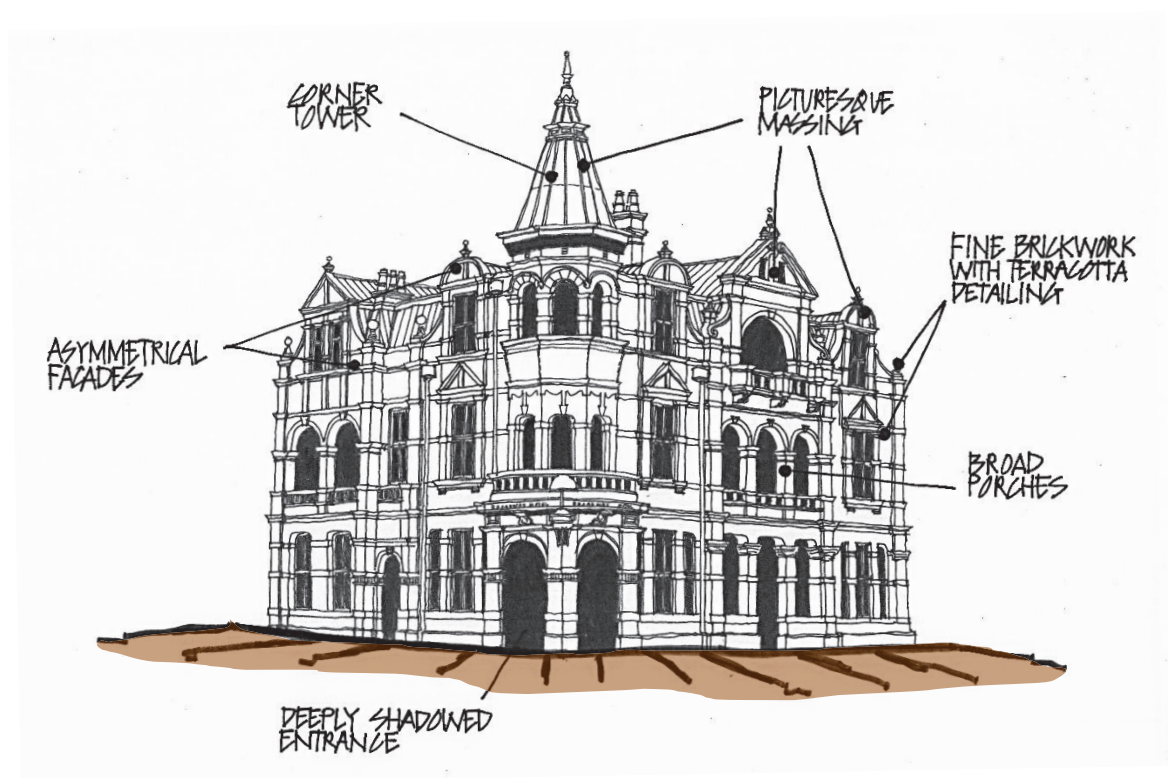 CORNER
TOWER
PICTURESQUE
MASSING
FINE BRICKWORK
WITH TERRACOTTA
DETAILING
ASYMMETRICAL
FACADES
BROAD
PORCHES
DEEPLY SHADOWED
ENTRANCE